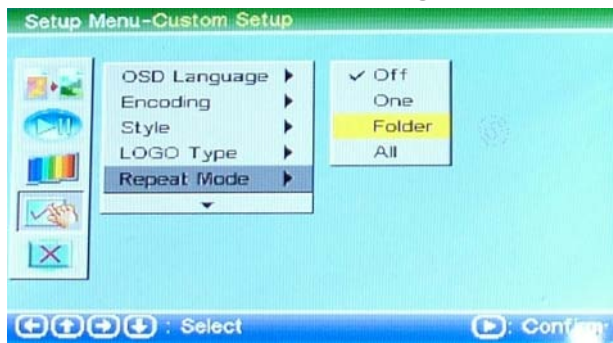 Setup Menu-Custom Setup
OSD Language
Encoding
Style
LOGO Type
Repeat Mode
✓ Off
One
Folder
All
: Select
: Confirm